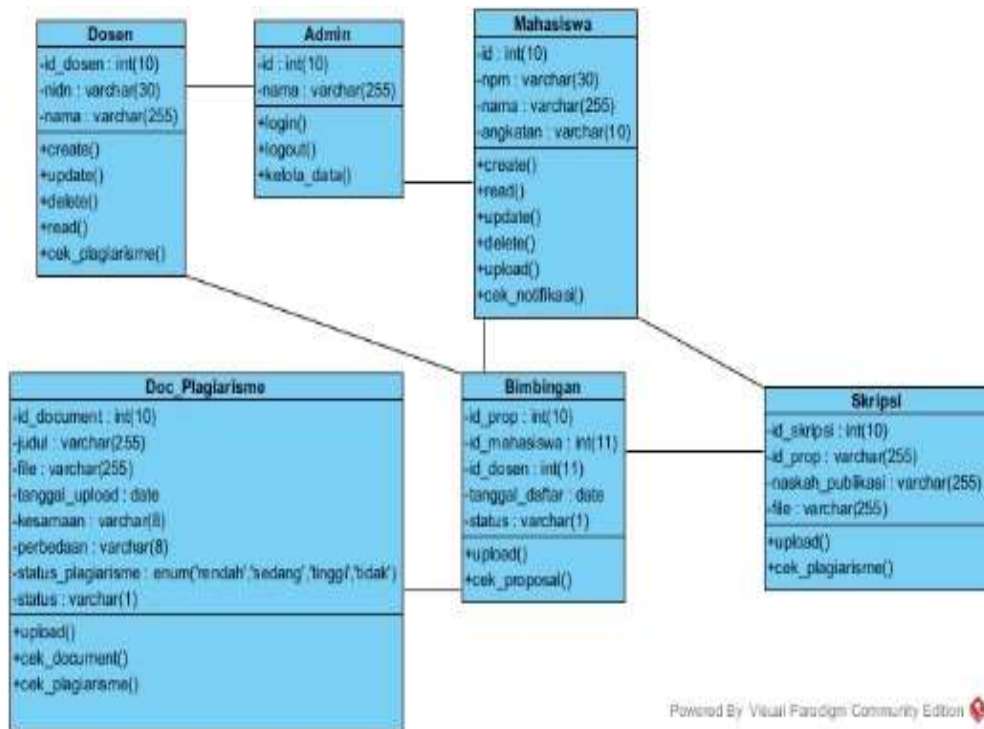 Dosen
-id_dosen : int(10)
-nidn : varchar(30)
-nama : varchar(255)
+create()
+update()
+delete()
+read()
+cek_plagiarisme()
Admin
-id : int(10)
-nama : varchar(255)
+login()
+logout()
+kelola_data()
Mahasiswa
-id : int(10)
-npm : varchar(30)
-nama : varchar(255)
-angkatan : varchar(10)
+create()
+read()
+update()
+delete()
+upload()
+cek_notifikasi()
Doc_Plagiarisme
-id_document : int(10)
-judul : varchar(255)
-file : varchar(255)
-tanggal_upload : date
-kesamaan : varchar(8)
-perbedaan : varchar(8)
-status_plagiarisme : enum('rendah','sedang','tinggi','tidak')
-status : varchar(1)
+upload()
+cek_document()
+cek_plagiarisme()
Bimbingan
-id_prop : int(10)
-id_mahasiswa : int(11)
-id_dosen : int(11)
-tanggal_daftar : date
-status : varchar(1)
+upload()
+cek_proposal()
Skripsi
-id_skripsi : int(10)
-id_prop : varchar(255)
-naskah_publikasi : varchar(255)
-file : varchar(255)
+upload()
+cek_plagiarisme()
Powered By Visual Paradigm Community Edition